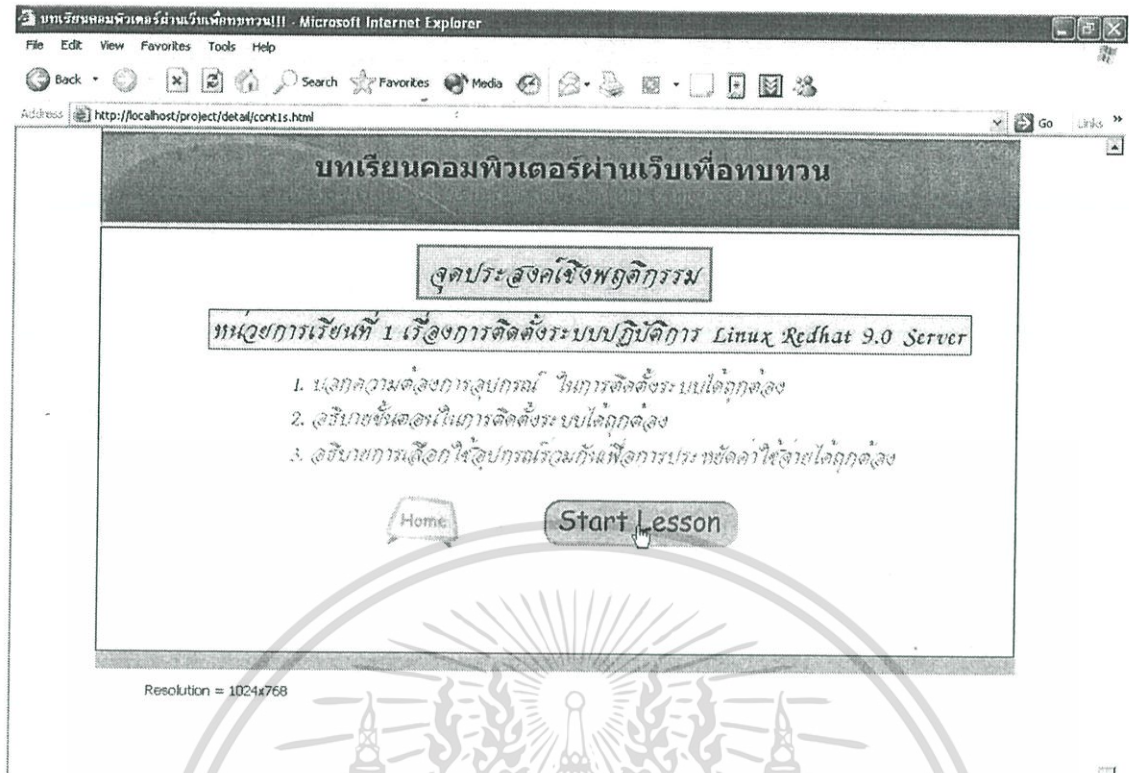 บทเรียนคอมพิวเตอร์ผ่านเว็บเพื่อทบทวน!!! - Microsoft Internet Explorer
File Edit View Favorites Tools Help
Back Search Favorites Media
Address http://localhost/project/detail/cont1s.html Go Links »
บทเรียนคอมพิวเตอร์ผ่านเว็บเพื่อทบทวน
จุดประสงค์เชิงพฤติกรรม
หน่วยการเรียนที่ 1 เรื่องการติดตั้งระบบปฏิบัติการ Linux Redhat 9.0 Server
1. บอกความต้องการอุปกรณ์ ในการติดตั้งระบบได้ถูกต้อง
2. อธิบายขั้นตอนในการติดตั้งระบบได้ถูกต้อง
3. อธิบายการเลือกใช้อุปกรณ์ร่วมกันเพื่อการประหยัดค่าใช้จ่ายได้ถูกต้อง
Home Start Lesson
Resolution = 1024x768